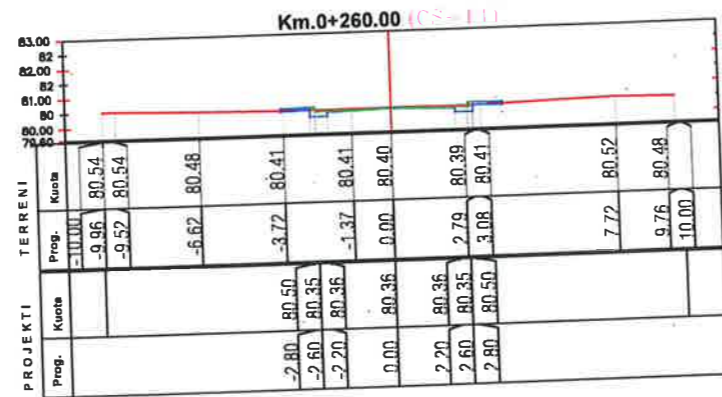 Km.0+260.00 (CS-14)
83.00
82
82.00
82
81.00
80
80.00
79.60
TERRENI
Kuota 80.54 80.54 80.48 80.41 80.41 80.40 80.39 80.41 80.52 80.48
Prog. -10.00 -9.96 -9.52 -6.62 -3.72 -1.37 0.00 2.79 3.08 7.72 9.76 10.00
PROJEKTI
Kuota 80.50 80.35 80.36 80.36 80.36 80.35 80.50
Prog. -2.80 -2.60 -2.20 0.00 2.20 2.60 2.80